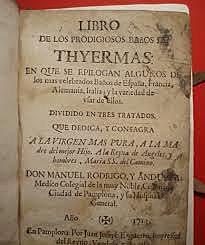 LIBRO
DE LOS PRODIGIOSOS BAÑOS DE
THYERMAS:
EN QUE SE EPILOGAN ALGUNOS DE
los mas celebrados Baños de España, Francia,
Alemania, Italia, y la variedad de
usar de ellos.
DIVIDIDO EN TRES TRATADOS.
QUE DEDICA, Y CONSAGRA
A LA VIRGEN MAS PURA, A LA MA-
dre del mejor Hijo. A la Reyna de Angeles, y
hombres, MARIA SS. del Camino.
DON MANUEL RODRIGO, Y ANDUEZA
Medico Colegial de la muy Noble
Ciudad de Pamplona, y su Hospital
General.
Año 1713
En Pamplona: Por Juan Joseph Ezquerro, Impressor
del Reyno